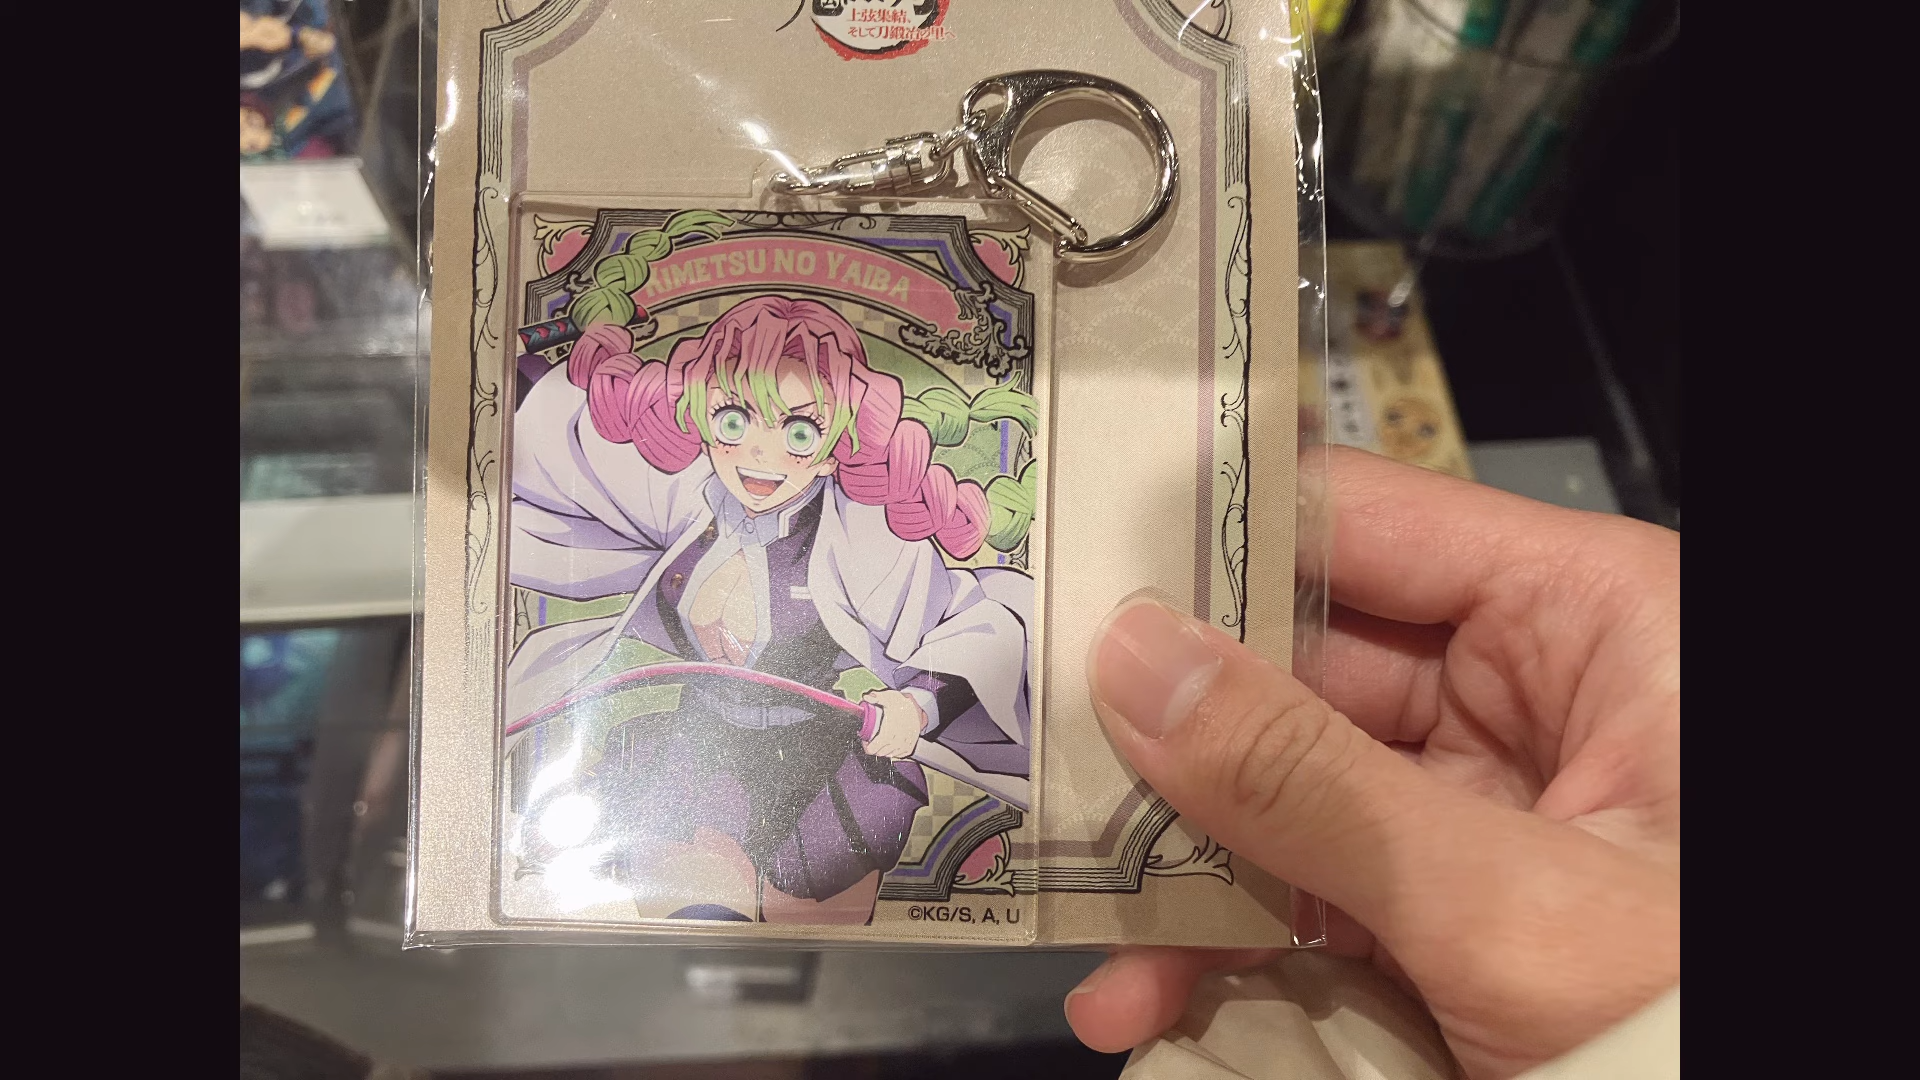 上弦集結、
そして刀鍛冶の里へ
KIMETSU NO YAIBA
©KG/S, A, U